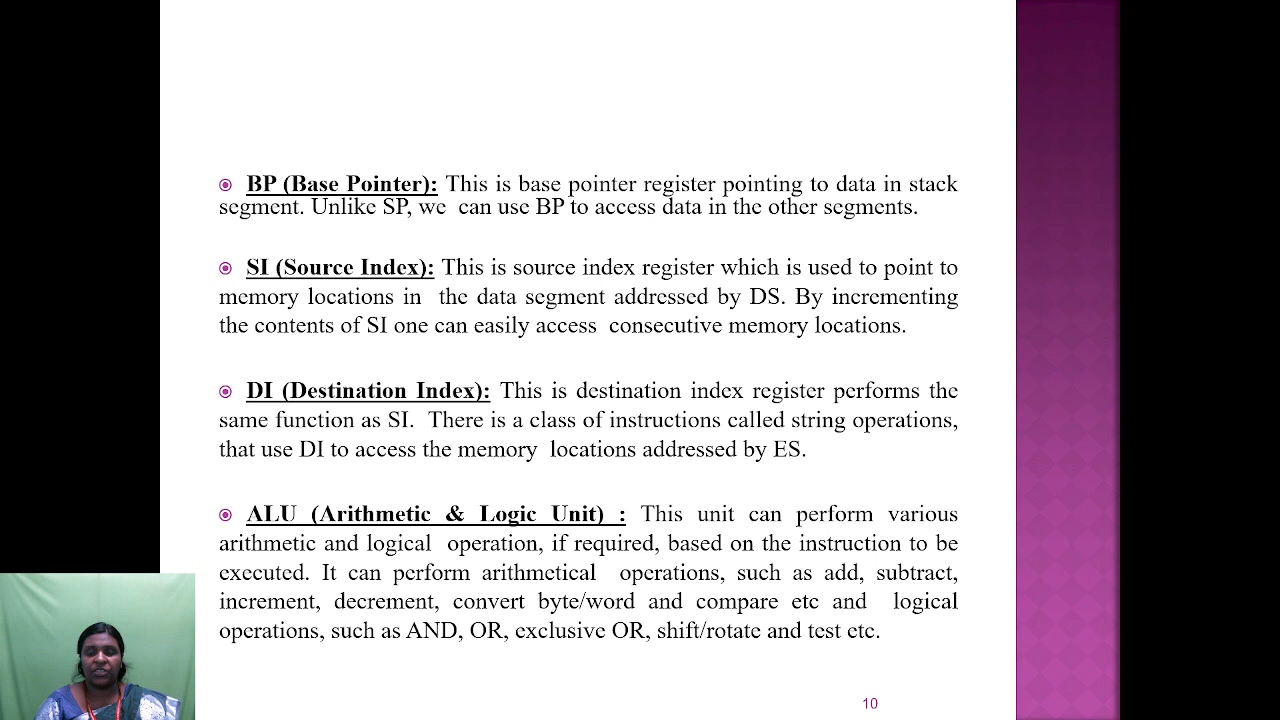 BP (Base Pointer): This is base pointer register pointing to data in stack
segment. Unlike SP, we can use BP to access data in the other segments.
SI (Source Index): This is source index register which is used to point to
memory locations in the data segment addressed by DS. By incrementing
the contents of SI one can easily access consecutive memory locations.
DI (Destination Index): This is destination index register performs the
same function as SI. There is a class of instructions called string operations,
that use DI to access the memory locations addressed by ES.
ALU (Arithmetic & Logic Unit) : This unit can perform various
arithmetic and logical operation, if required, based on the instruction to be
executed. It can perform arithmetical operations, such as add, subtract,
increment, decrement, convert byte/word and compare etc and logical
operations, such as AND, OR, exclusive OR, shift/rotate and test etc.
10